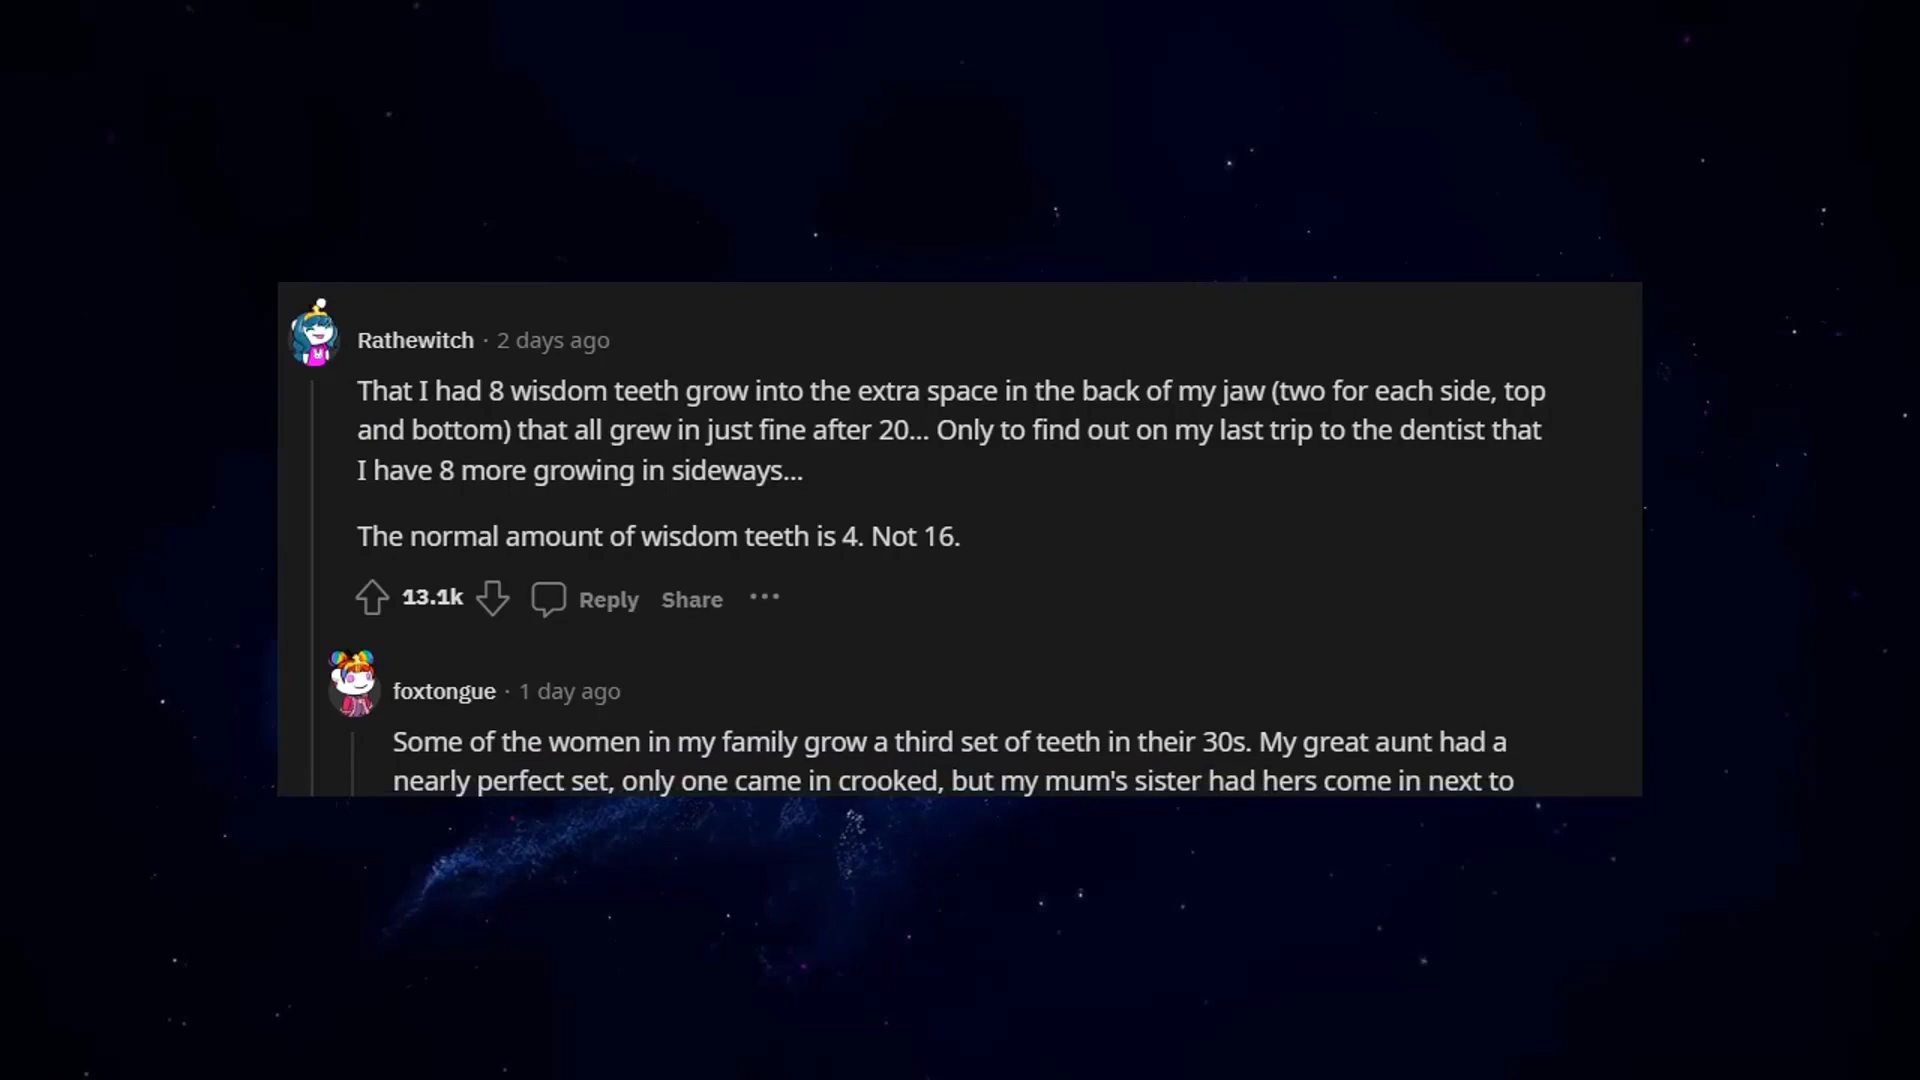 Rathewitch · 2 days ago
That I had 8 wisdom teeth grow into the extra space in the back of my jaw (two for each side, top
and bottom) that all grew in just fine after 20... Only to find out on my last trip to the dentist that
I have 8 more growing in sideways...
The normal amount of wisdom teeth is 4. Not 16.
13.1k Reply Share ···
foxtongue · 1 day ago
Some of the women in my family grow a third set of teeth in their 30s. My great aunt had a
nearly perfect set, only one came in crooked, but my mum's sister had hers come in next to